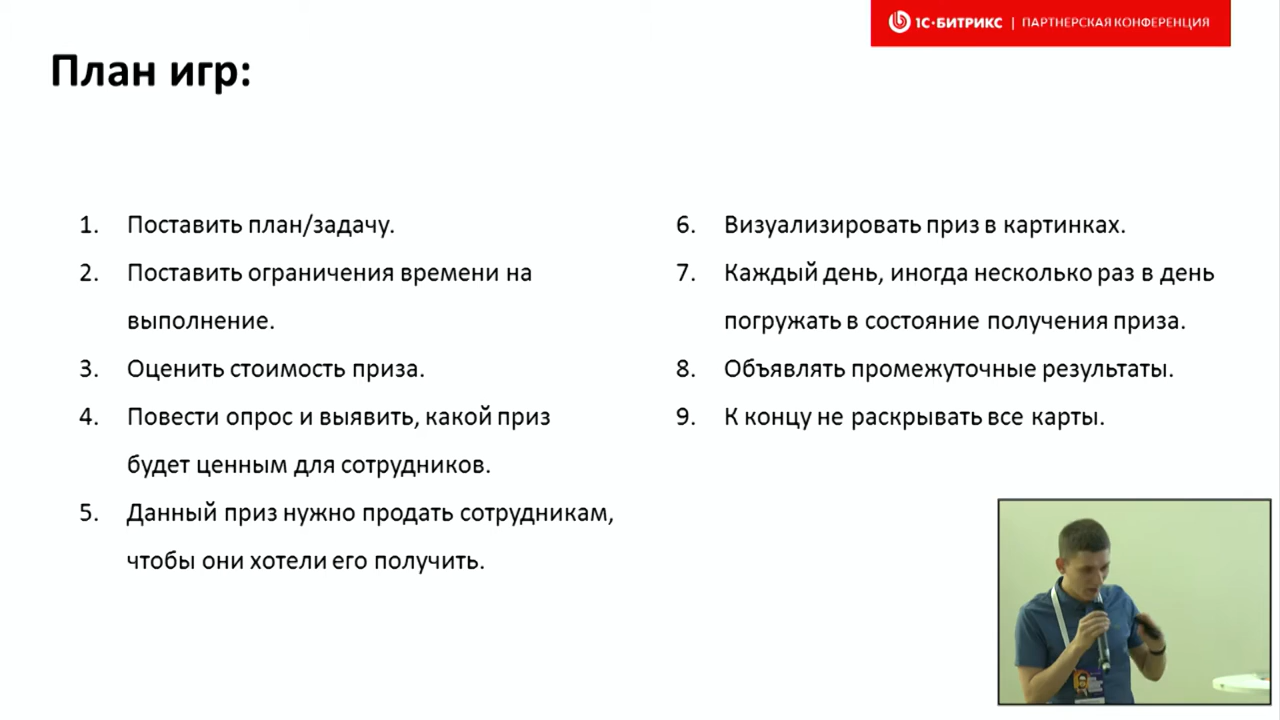 1С·БИТРИКС | ПАРТНЕРСКАЯ КОНФЕРЕНЦИЯ
План игр:
1. Поставить план/задачу.
2. Поставить ограничения времени на
выполнение.
3. Оценить стоимость приза.
4. Повести опрос и выявить, какой приз
будет ценным для сотрудников.
5. Данный приз нужно продать сотрудникам,
чтобы они хотели его получить.
6. Визуализировать приз в картинках.
7. Каждый день, иногда несколько раз в день
погружать в состояние получения приза.
8. Объявлять промежуточные результаты.
9. К концу не раскрывать все карты.